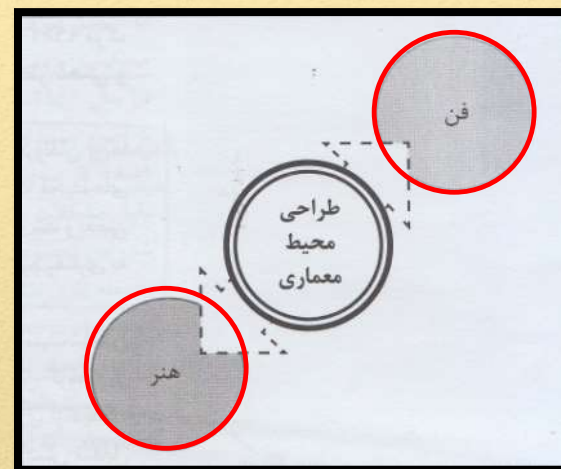 فن
طراحی
محیط
معماری
هنر